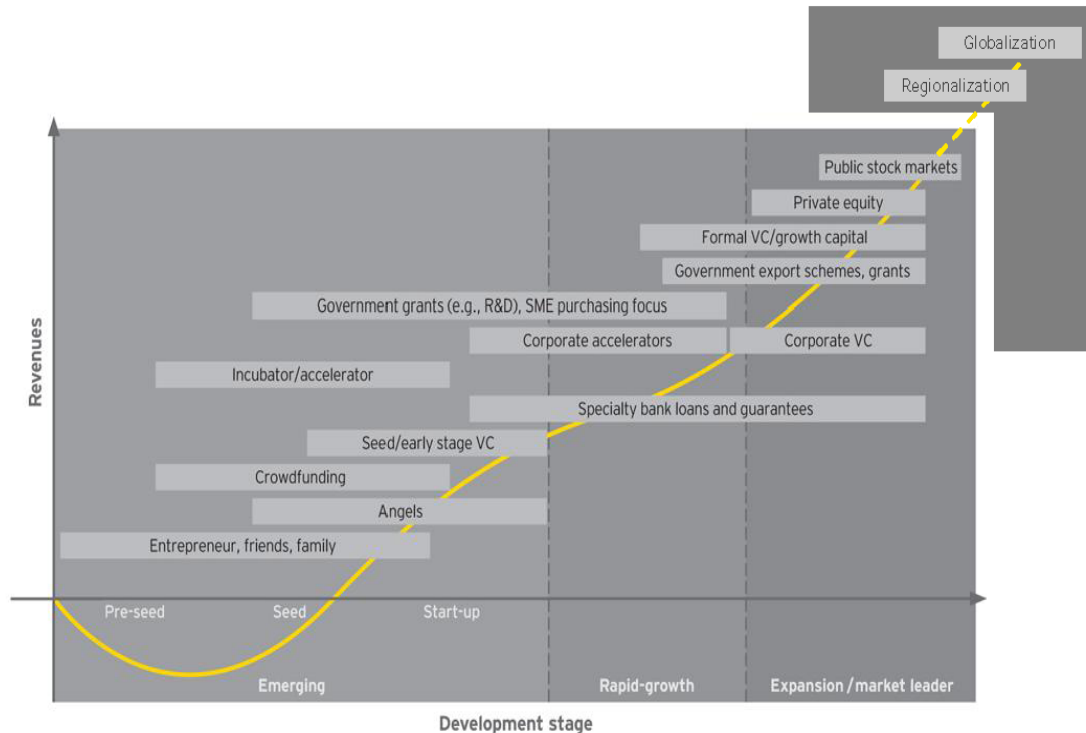 Globalization
Regionalization
Public stock markets
Private equity
Formal VC/growth capital
Government export schemes, grants
Government grants (e.g., R&D), SME purchasing focus
Corporate accelerators
Corporate VC
Incubator/accelerator
Specialty bank loans and guarantees
Seed/early stage VC
Crowdfunding
Angels
Entrepreneur, friends, family
Revenues
Pre-seed
Seed
Start-up
Emerging
Rapid-growth
Expansion/market leader
Development stage